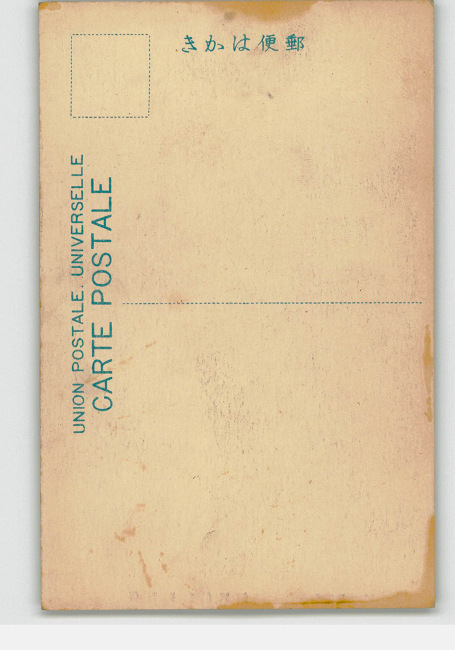 郵便はかき
UNION POSTALE. UNIVERSELLE
CARTE POSTALE